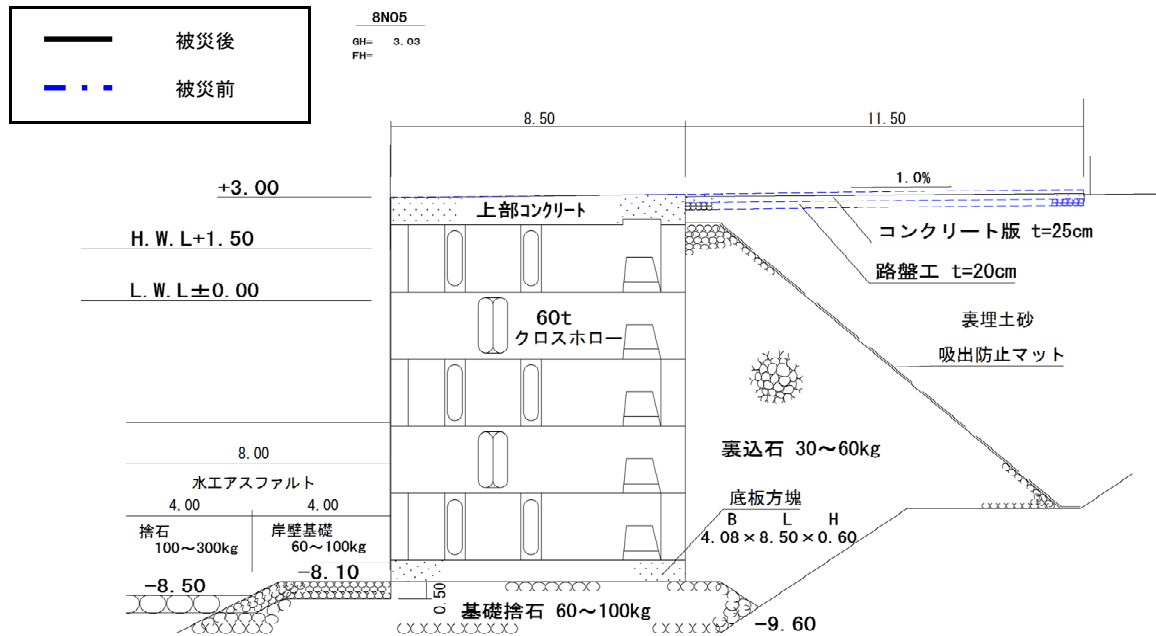 被災後
被災前
8N05
GH= 3.03
FH=
8.50
11.50
1.0%
+3.00
上部コンクリート
コンクリート版 t=25cm
H.W.L+1.50
路盤工 t=20cm
L.W.L±0.00
60t
クロスホロー
裏埋土砂
吸出防止マット
裏込石 30～60kg
8.00
水工アスファルト
4.00
4.00
捨石
100～300kg
岸壁基礎
60～100kg
底板方塊
B L H
4.08×8.50×0.60
-8.50
-8.10
0.50
基礎捨石 60～100kg
-9.60